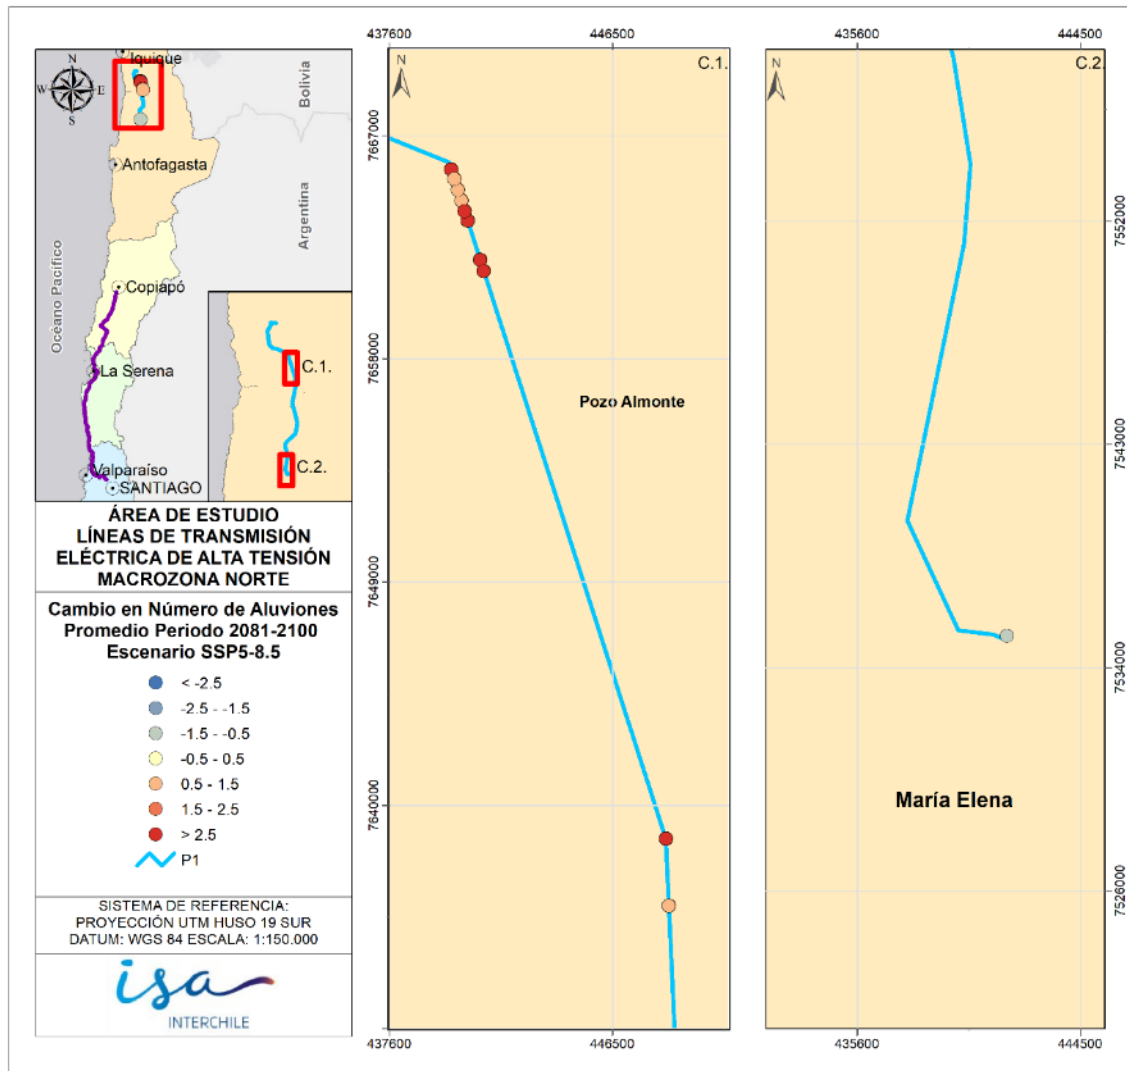 Iquique
N
W
E
S
Bolivia
Antofagasta
Argentina
Océano Pacífico
Copiapó
La Serena
C.1.
C.2.
Valparaíso
SANTIAGO
ÁREA DE ESTUDIO
LÍNEAS DE TRANSMISIÓN
ELÉCTRICA DE ALTA TENSIÓN
MACROZONA NORTE
Cambio en Número de Aluviones
Promedio Periodo 2081-2100
Escenario SSP5-8.5
< -2.5
-2.5 - -1.5
-1.5 - -0.5
-0.5 - 0.5
0.5 - 1.5
1.5 - 2.5
> 2.5
P1
SISTEMA DE REFERENCIA:
PROYECCIÓN UTM HUSO 19 SUR
DATUM: WGS 84 ESCALA: 1:150.000
isa
INTERCHILE
437600 446500
N
C.1.
7667000
7658000
7649000
7640000
Pozo Almonte
437600 446500
435600 444500
N
C.2.
7552000
7543000
7534000
7525000
María Elena
435600 444500